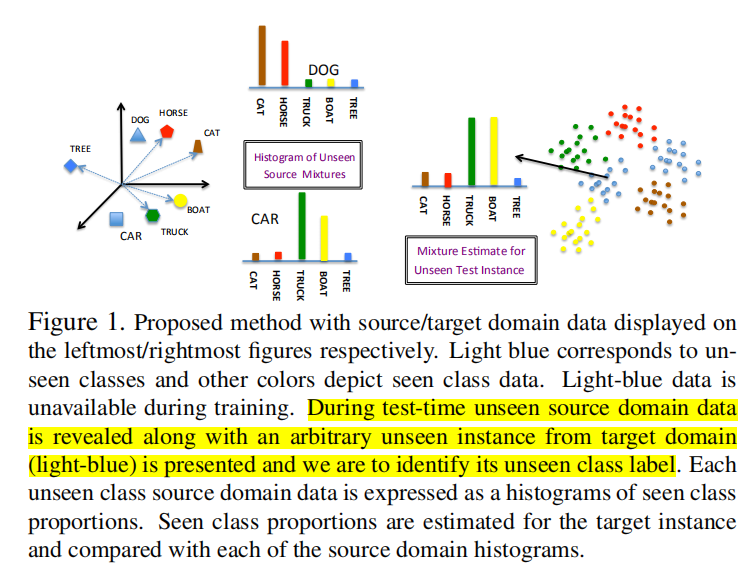 DOG
HORSE
CAT
TREE
BOAT
TRUCK
CAR
DOG
CAT
HORSE
TRUCK
BOAT
TREE
Histogram of Unseen
Source Mixtures
CAR
CAT
HORSE
TRUCK
BOAT
TREE
CAT
HORSE
TRUCK
BOAT
TREE
Mixture Estimate for
Unseen Test Instance
Figure 1. Proposed method with source/target domain data displayed on
the leftmost/rightmost figures respectively. Light blue corresponds to un-
seen classes and other colors depict seen class data. Light-blue data is
unavailable during training. During test-time unseen source domain data
is revealed along with an arbitrary unseen instance from target domain
(light-blue) is presented and we are to identify its unseen class label. Each
unseen class source domain data is expressed as a histograms of seen class
proportions. Seen class proportions are estimated for the target instance
and compared with each of the source domain histograms.